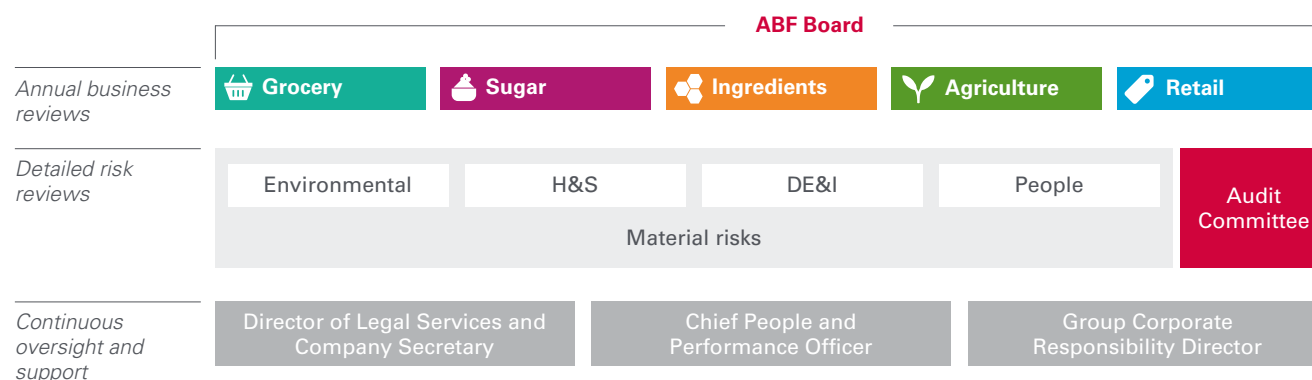 ABF Board
Annual business
reviews
Grocery
Sugar
Ingredients
Agriculture
Retail
Detailed risk
reviews
Environmental
H&S
DE&I
People
Material risks
Audit
Committee
Continuous
oversight and
support
Director of Legal Services and
Company Secretary
Chief People and
Performance Officer
Group Corporate
Responsibility Director